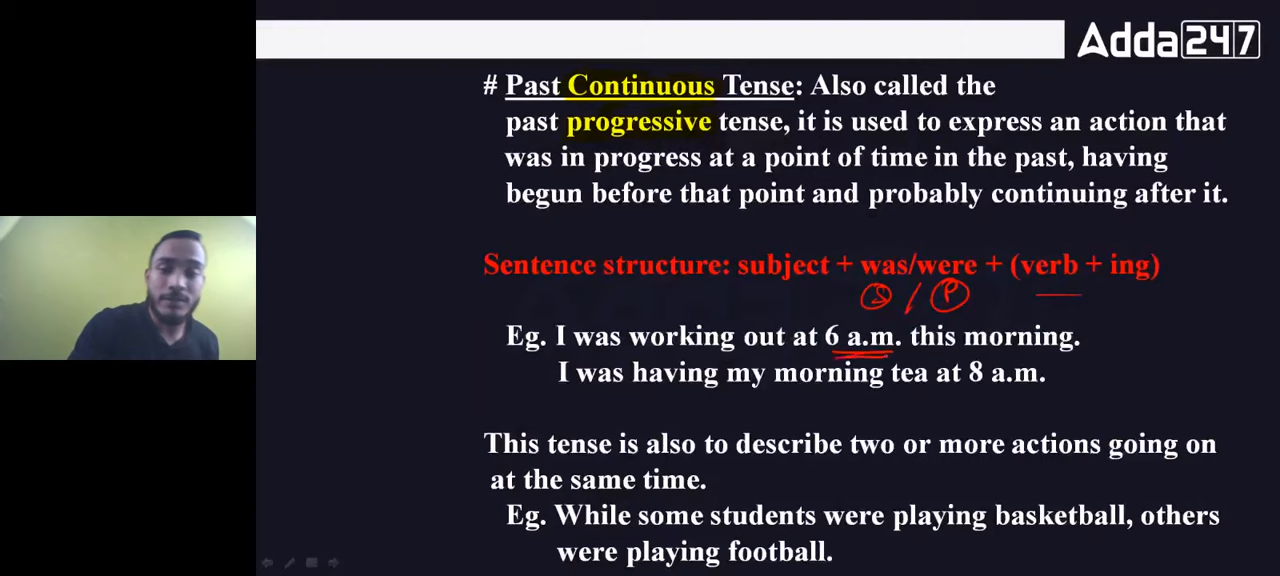 Adda247
# Past Continuous Tense: Also called the
past progressive tense, it is used to express an action that
was in progress at a point of time in the past, having
begun before that point and probably continuing after it.
Sentence structure: subject + was/were + (verb + ing)
S / P
Eg. I was working out at 6 a.m. this morning.
I was having my morning tea at 8 a.m.
This tense is also to describe two or more actions going on
at the same time.
Eg. While some students were playing basketball, others
were playing football.